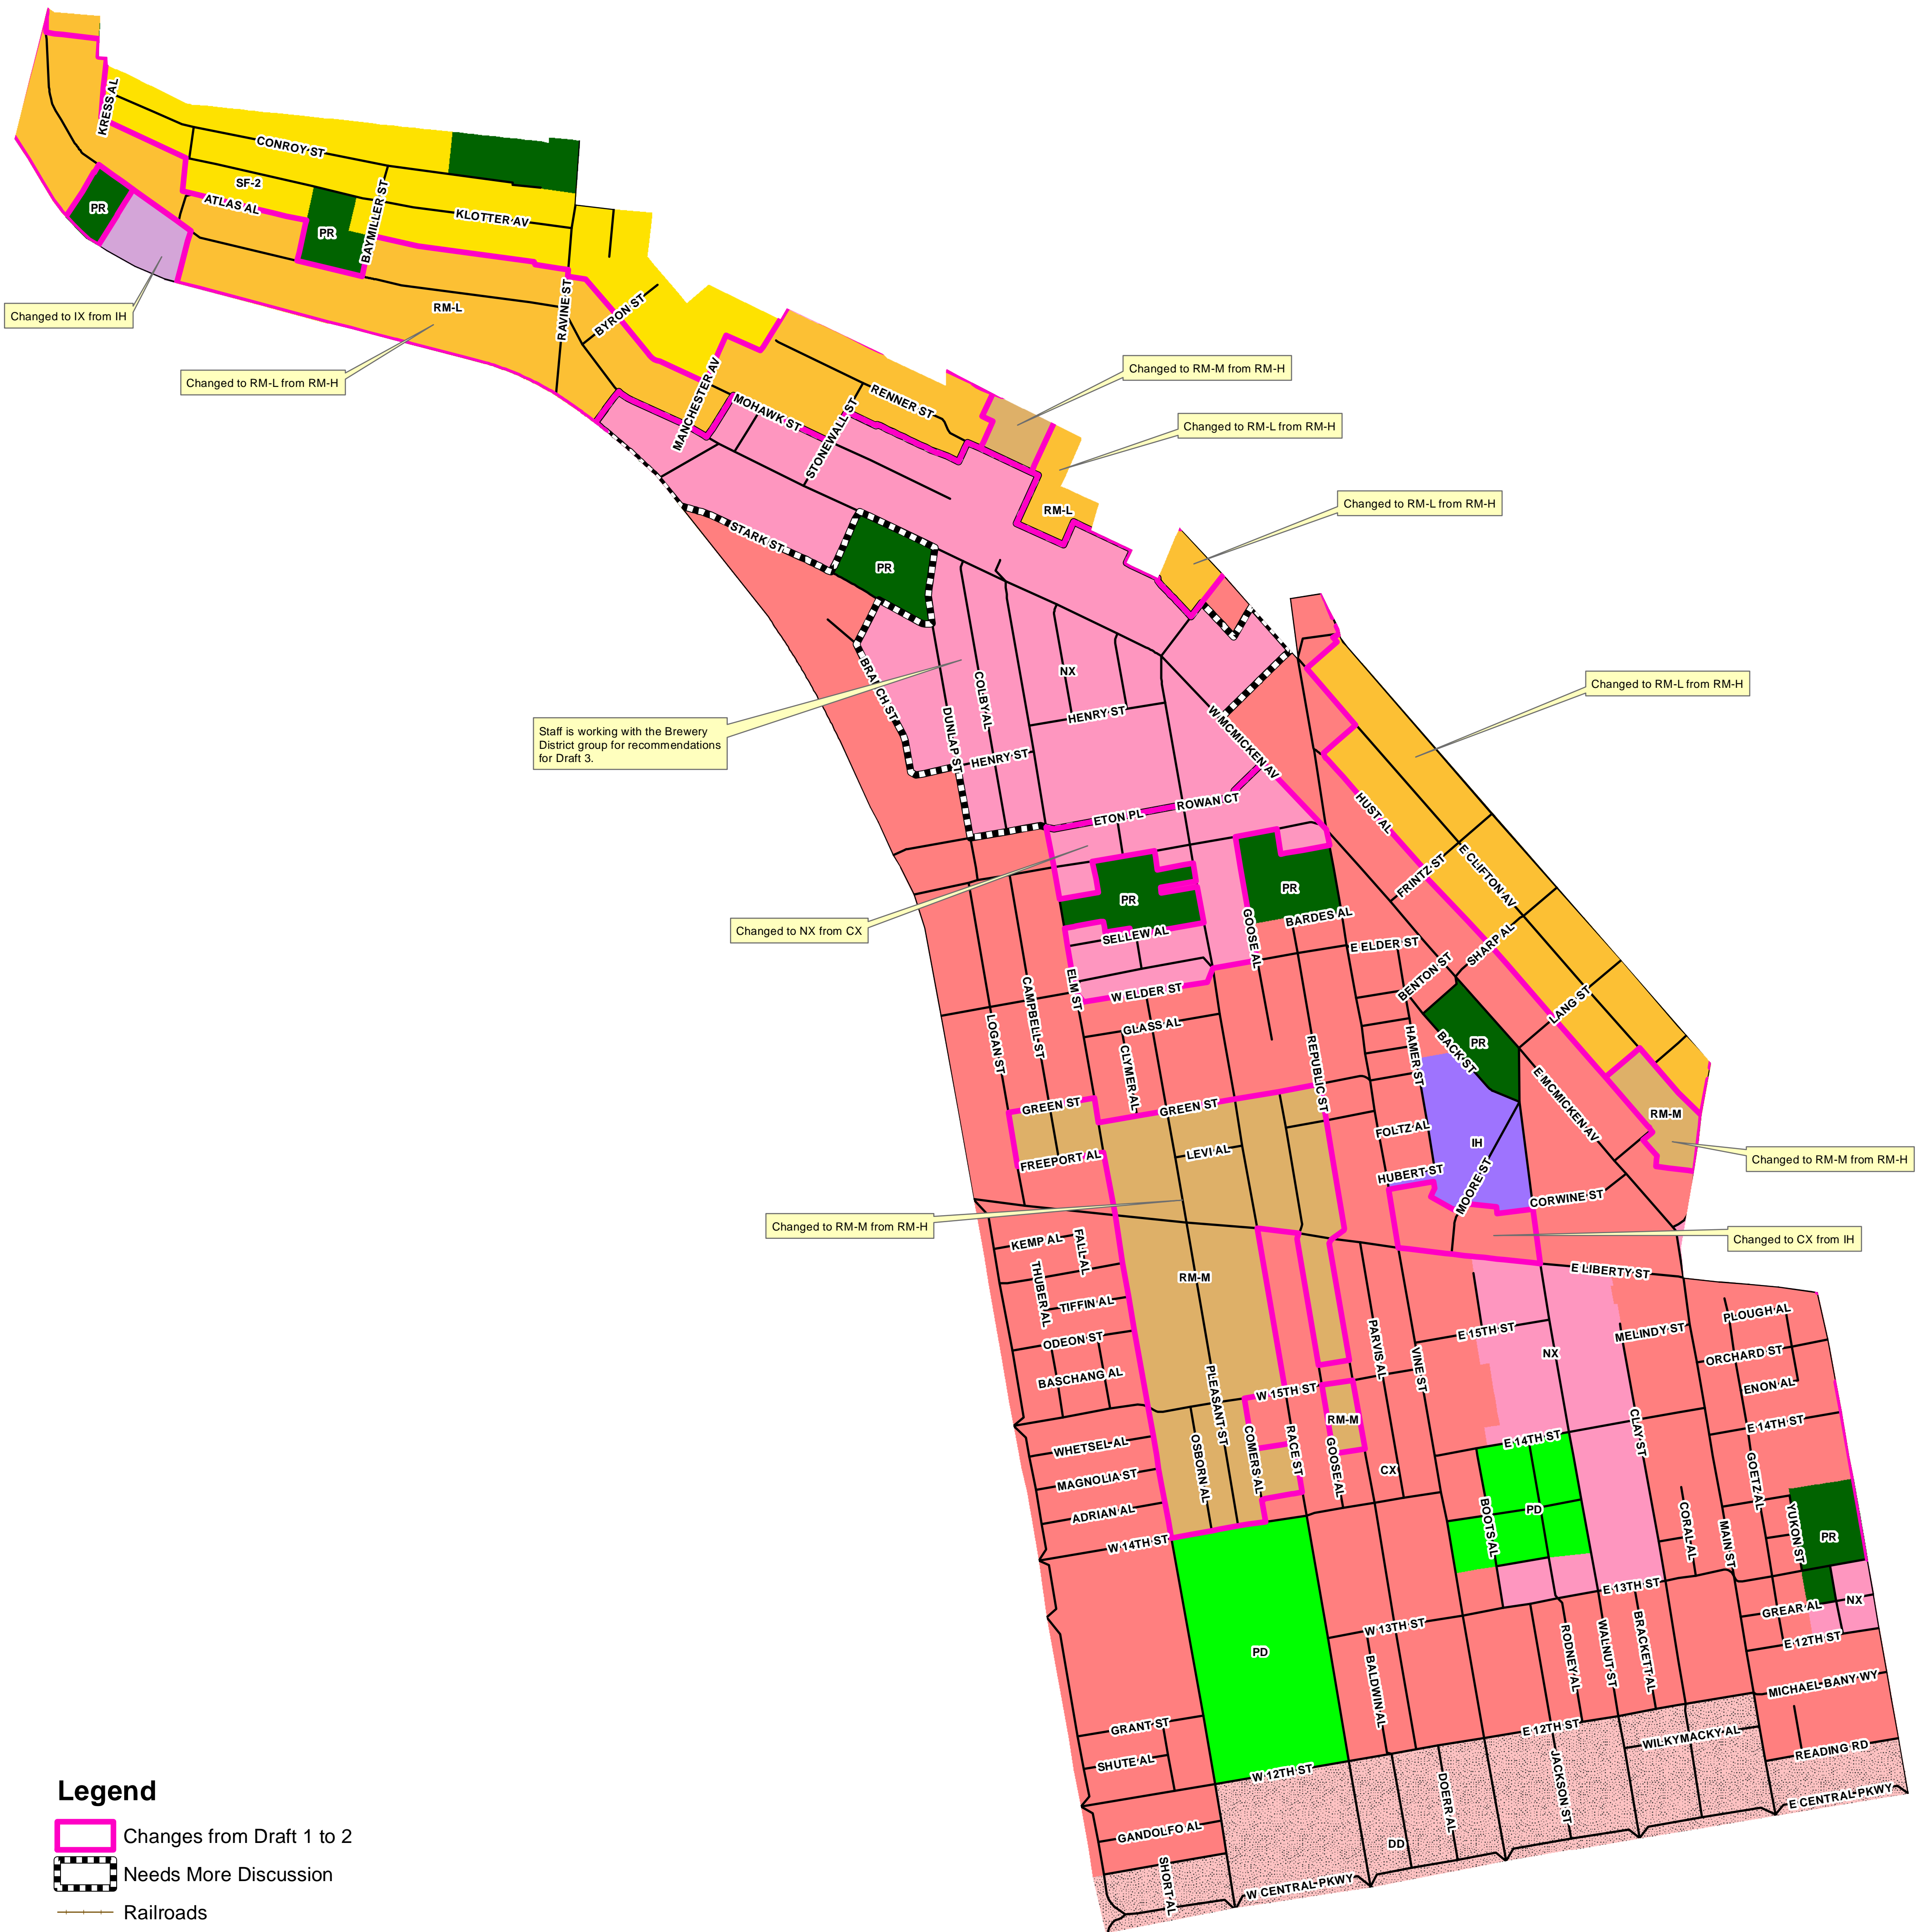 KRESS AL
CONROY ST
SF-2
ATLAS AL
PR
PR
BAYMILLER ST
KLOTTER AV
Changed to IX from IH
RM-L
RAVINE ST
BYRON ST
Changed to RM-L from RM-H
MANCHESTER AV
MOHAWK ST
STONEWALL ST
RENNER ST
Changed to RM-M from RM-H
Changed to RM-L from RM-H
RM-L
Changed to RM-L from RM-H
STARK ST
PR
Changed to RM-L from RM-H
BRANCH ST
DUNLAP ST
COLBY AL
NX
HENRY ST
HENRY ST
W MCMICKEN AV
Staff is working with the Brewery
District group for recommendations
for Draft 3.
ETON PL
ROWAN CT
HUST AL
FRINTZ ST
E CLIFTON AV
Changed to NX from CX
PR
PR
SELLEW AL
GOOSE AL
BARDES AL
E ELDER ST
BENTON ST
SHARP AL
LANG ST
LOGAN ST
CAMPBELL ST
ELM ST
W ELDER ST
GLASS AL
CLYMER AL
REPUBLIC ST
HAMER ST
BACK ST
PR
E MCMICKEN AV
GREEN ST
GREEN ST
FREEPORT AL
LEVI AL
FOLTZ AL
IH
HUBERT ST
MOORE ST
CORWINE ST
RM-M
Changed to RM-M from RM-H
Changed to RM-M from RM-H
Changed to CX from IH
KEMP AL
FALL AL
THUBER AL
TIFFIN AL
ODEON ST
BASCHANG AL
RM-M
E LIBERTY ST
PLOUGH AL
MELINDY ST
ORCHARD ST
ENON AL
E 15TH ST
NX
PARVIS AL
VINE ST
PLEASANT ST
W 15TH ST
RM-M
WHETSEL AL
MAGNOLIA ST
ADRIAN AL
W 14TH ST
OSBORN AL
COMERS AL
RACE ST
GOOSE AL
CX
E 14TH ST
CLAY ST
E 14TH ST
GOETZ AL
BOOTS AL
PD
CORAL AL
MAIN ST
YUKON ST
PR
PD
W 13TH ST
E 13TH ST
GREAR AL
NX
E 12TH ST
BALDWIN AL
RODNEY AL
WALNUT ST
BRACKETT AL
MICHAEL BANY WY
GRANT ST
SHUTE AL
W 12TH ST
E 12TH ST
WILKYMACKY AL
READING RD
GANDOLFO AL
SHORT AL
DOERR AL
JACKSON ST
DD
W CENTRAL PKWY
E CENTRAL PKWY
Legend
Changes from Draft 1 to 2
Needs More Discussion
Railroads